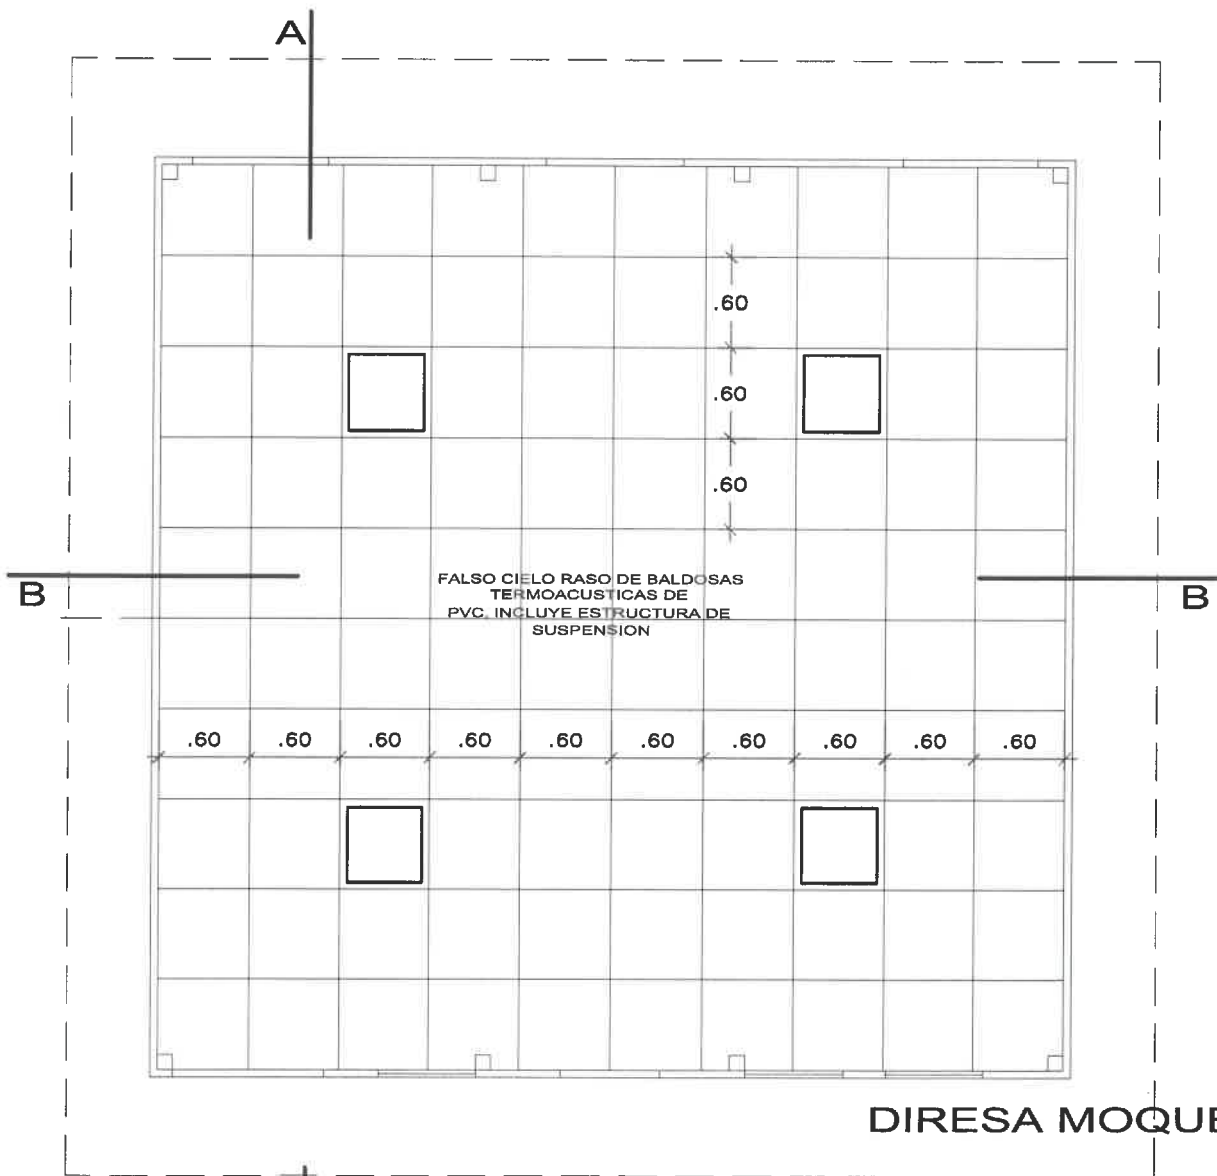 A
.60
.60
.60
FALSO CIELO RASO DE BALDOSAS
TERMOACUSTICAS DE
PVC, INCLUYE ESTRUCTURA DE
SUSPENSION
B
B
.60 .60 .60 .60 .60 .60 .60 .60 .60 .60
DIRESA MOQUE